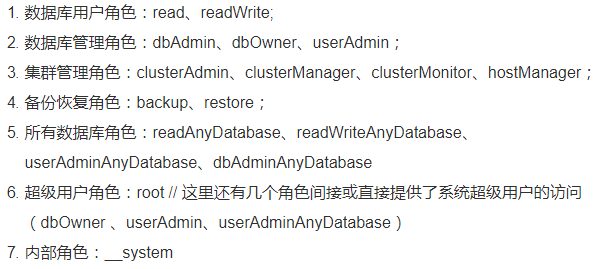 1. 数据库用户角色：read、readWrite;
2. 数据库管理角色：dbAdmin、dbOwner、userAdmin；
3. 集群管理角色：clusterAdmin、clusterManager、clusterMonitor、hostManager；
4. 备份恢复角色：backup、restore；
5. 所有数据库角色：readAnyDatabase、readWriteAnyDatabase、
userAdminAnyDatabase、dbAdminAnyDatabase
6. 超级用户角色：root // 这里还有几个角色间接或直接提供了系统超级用户的访问
（dbOwner 、userAdmin、userAdminAnyDatabase）
7. 内部角色：__system